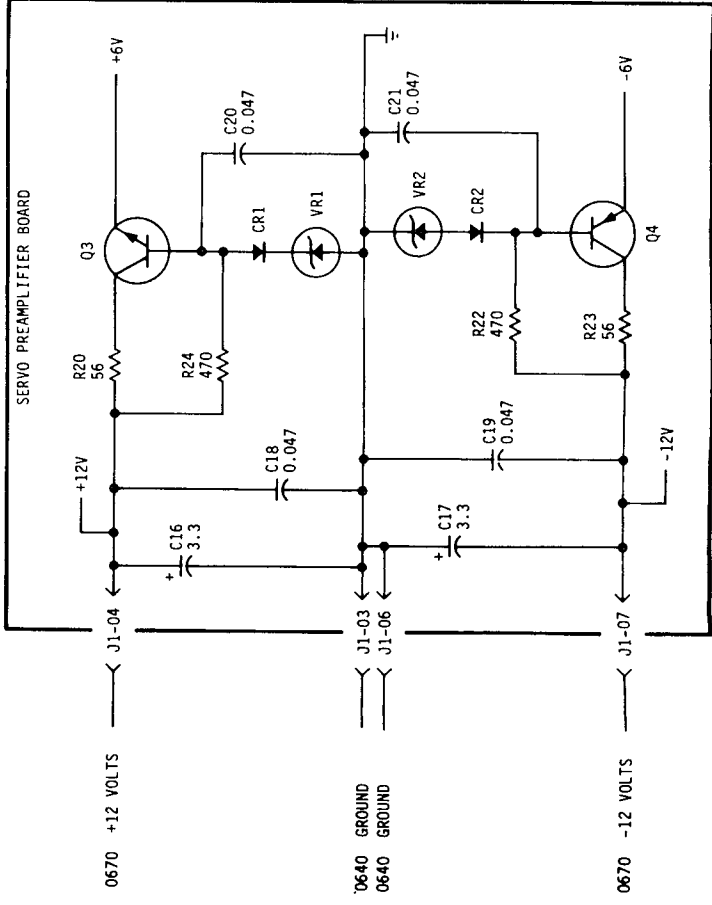 SERVO PREAMPLIFIER BOARD
+6V
Q3
C20
0.047
CR1
VR1
R20
56
R24
470
+12V
C18
0.047
C16
3.3
+
C21
0.047
VR2
CR2
-6V
Q4
R22
470
R23
56
C19
0.047
-12V
C17
3.3
+
J1-04
J1-03
J1-06
J1-07
0670 +12 VOLTS
0640 GROUND
0640 GROUND
0670 -12 VOLTS